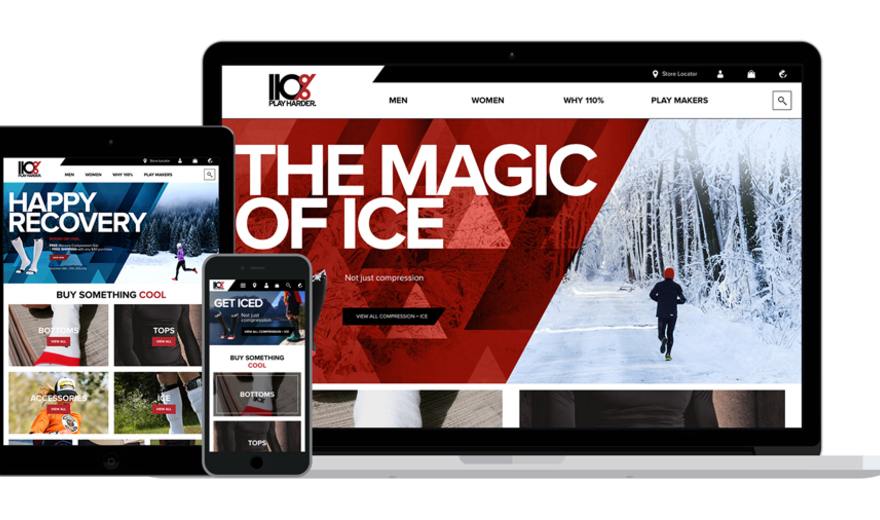 110%
PLAY HARDER.
Store Locator
MEN WOMEN WHY 110% PLAY MAKERS
THE MAGIC
OF ICE
Not just compression
VIEW ALL COMPRESSION + ICE
110%
PLAY HARDER.
Store Locator
MEN WOMEN WHY 110% PLAY MAKERS
HAPPY
RECOVERY
BUY SOMETHING COOL
BOTTOMS
VIEW ALL
TOPS
VIEW ALL
ACCESSORIES
VIEW ALL
ICE
VIEW ALL
110%
GET ICED
Not just
compression
VIEW ALL COMPRESSION + ICE
BUY SOMETHING
COOL
BOTTOMS
TOPS